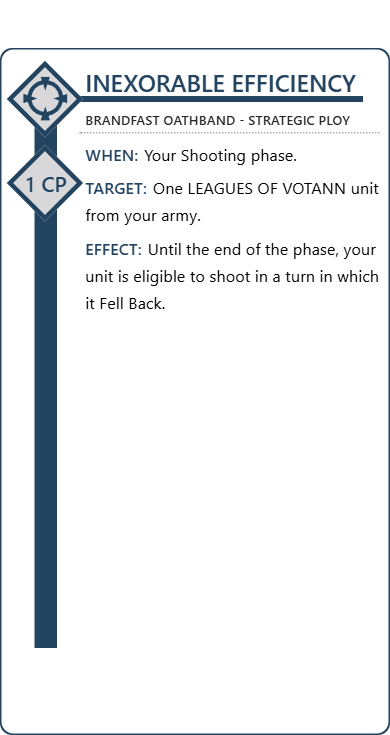 INEXORABLE EFFICIENCY
BRANDFAST OATHBAND - STRATEGIC PLOY
1 CP
WHEN: Your Shooting phase.
TARGET: One LEAGUES OF VOTANN unit
from your army.
EFFECT: Until the end of the phase, your
unit is eligible to shoot in a turn in which
it Fell Back.